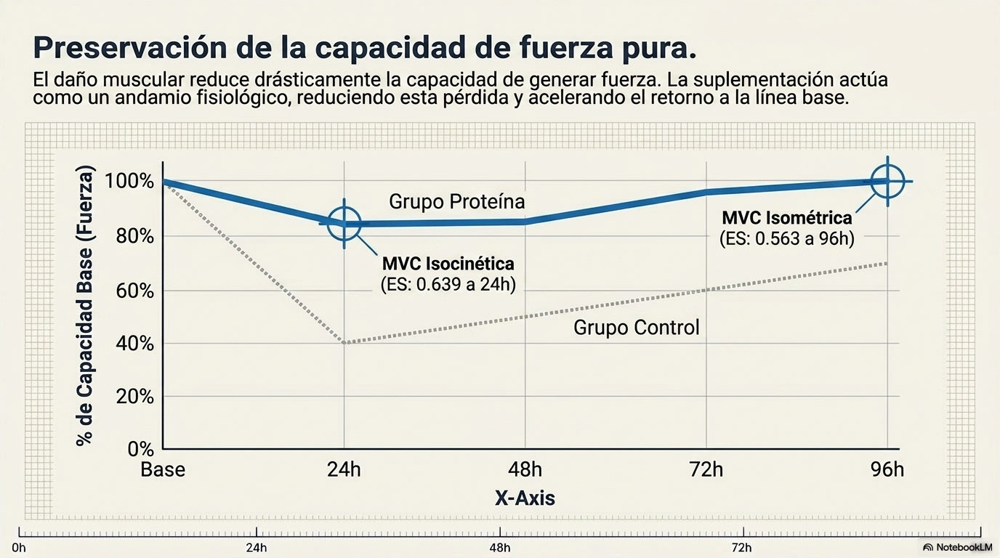 Preservación de la capacidad de fuerza pura.
El daño muscular reduce drásticamente la capacidad de generar fuerza. La suplementación actúa
como un andamio fisiológico, reduciendo esta pérdida y acelerando el retorno a la línea base.
% de Capacidad Base (Fuerza)
100%
80%
60%
40%
20%
0%
Grupo Proteína
MVC Isocinética
(ES: 0.639 a 24h)
MVC Isométrica
(ES: 0.563 a 96h)
Grupo Control
Base
24h
48h
72h
96h
X-Axis
0h
24h
48h
72h
NotebookLM